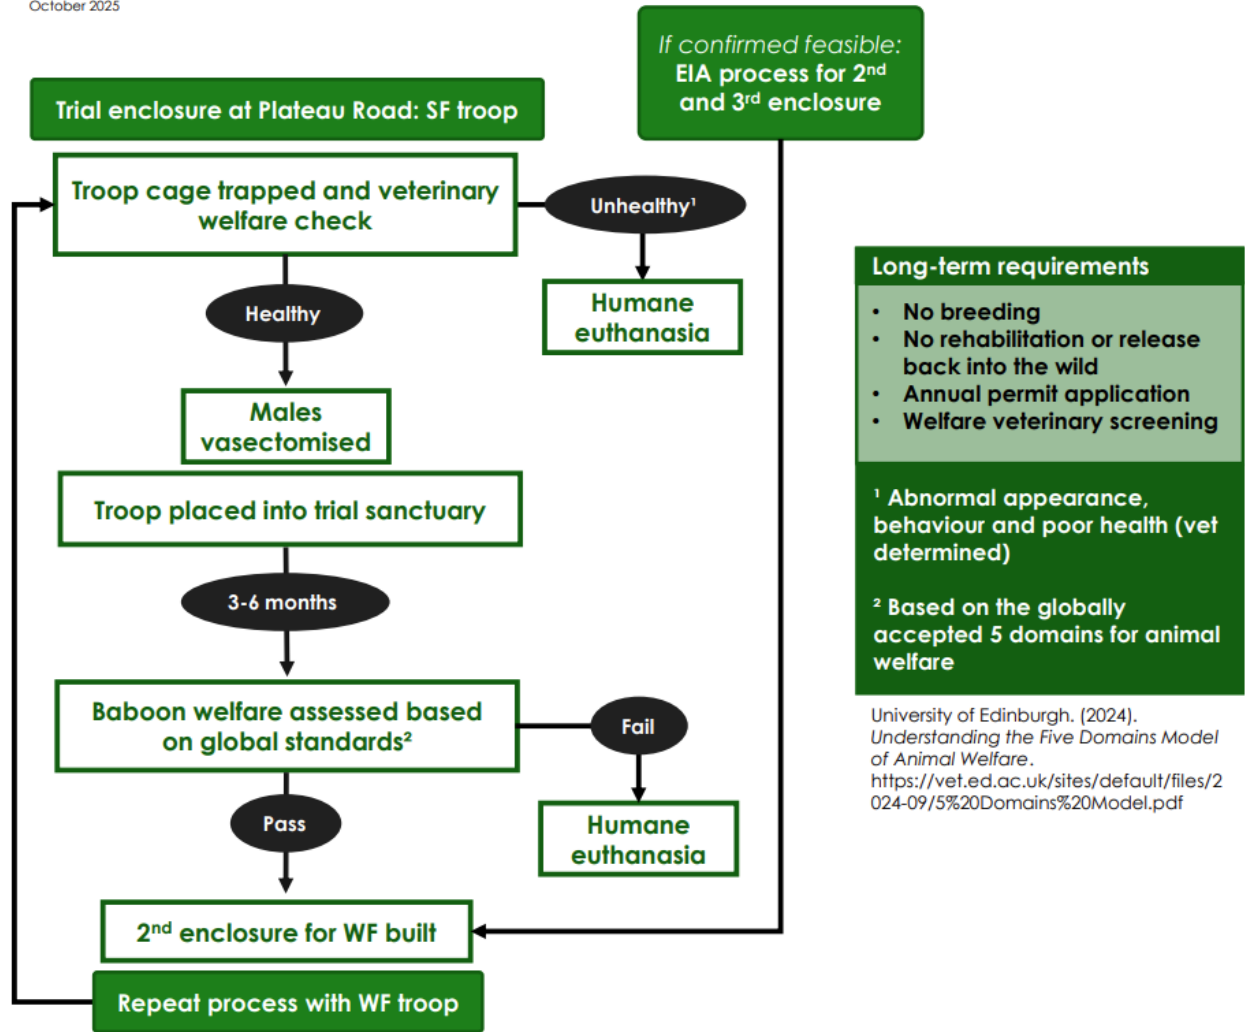 October 2025
If confirmed feasible:
EIA process for 2nd
and 3rd enclosure
Trial enclosure at Plateau Road: SF troop
Troop cage trapped and veterinary
welfare check
Unhealthy¹
Humane
euthanasia
Healthy
Males
vasectomised
Troop placed into trial sanctuary
3-6 months
Baboon welfare assessed based
on global standards²
Fail
Humane
euthanasia
Pass
2nd enclosure for WF built
Repeat process with WF troop
Long-term requirements
• No breeding
• No rehabilitation or release
back into the wild
• Annual permit application
• Welfare veterinary screening
¹ Abnormal appearance,
behaviour and poor health (vet
determined)
² Based on the globally
accepted 5 domains for animal
welfare
University of Edinburgh. (2024).
Understanding the Five Domains Model
of Animal Welfare.
https://vet.ed.ac.uk/sites/default/files/2
024-09/5%20Domains%20Model.pdf